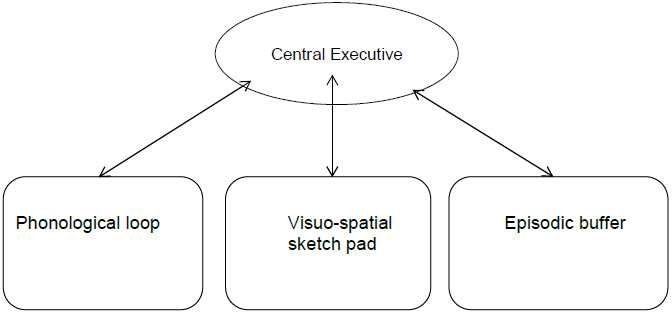 Central Executive
Phonological loop
Visuo-spatial
sketch pad
Episodic buffer